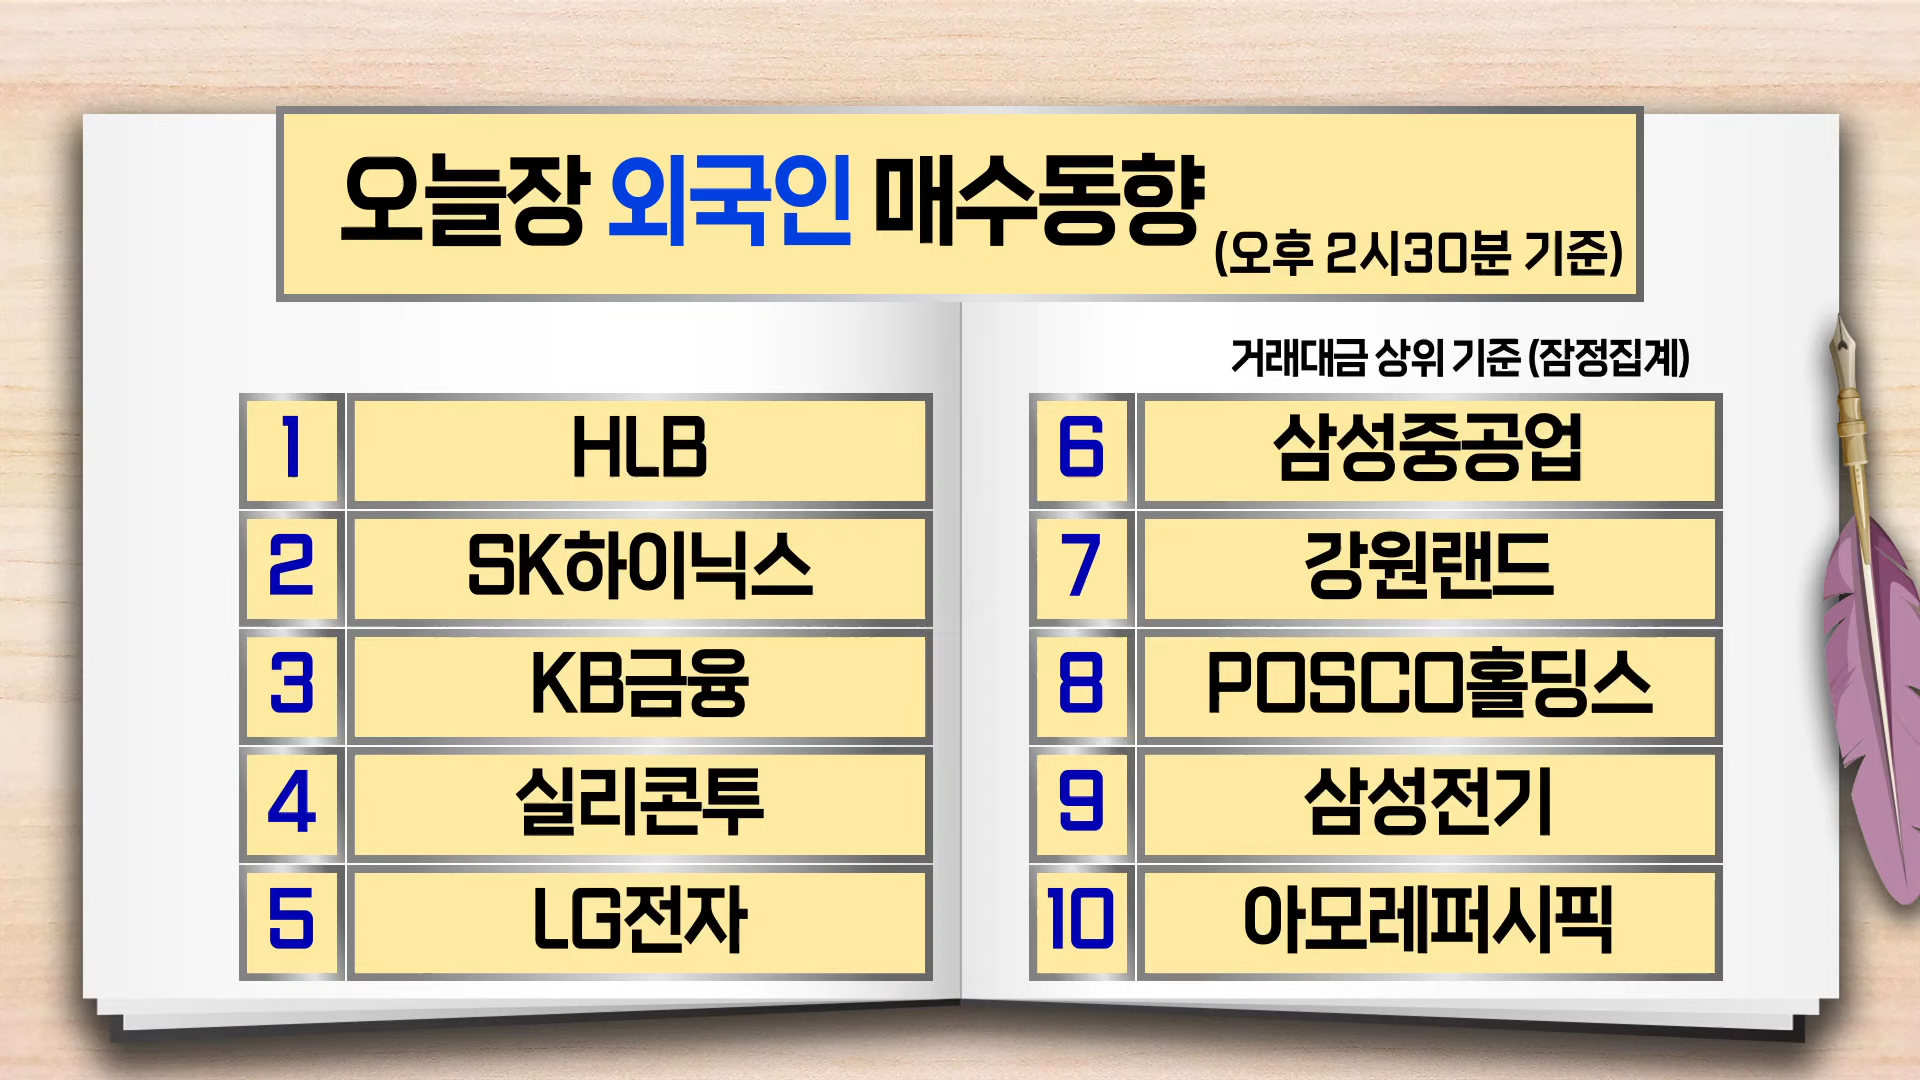 오늘장 외국인 매수동향 (오후 2시30분 기준)
거래대금 상위 기준 (잠정집계)
1 HLB
2 SK하이닉스
3 KB금융
4 실리콘투
5 LG전자
6 삼성중공업
7 강원랜드
8 POSCO홀딩스
9 삼성전기
10 아모레퍼시픽